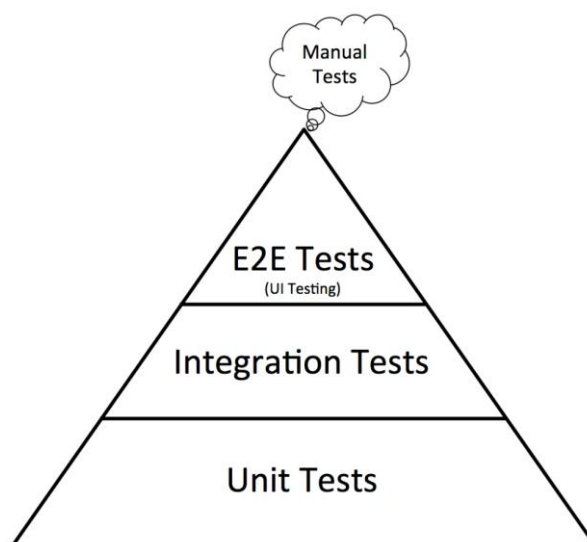 Manual
Tests
E2E Tests
(UI Testing)
Integration Tests
Unit Tests